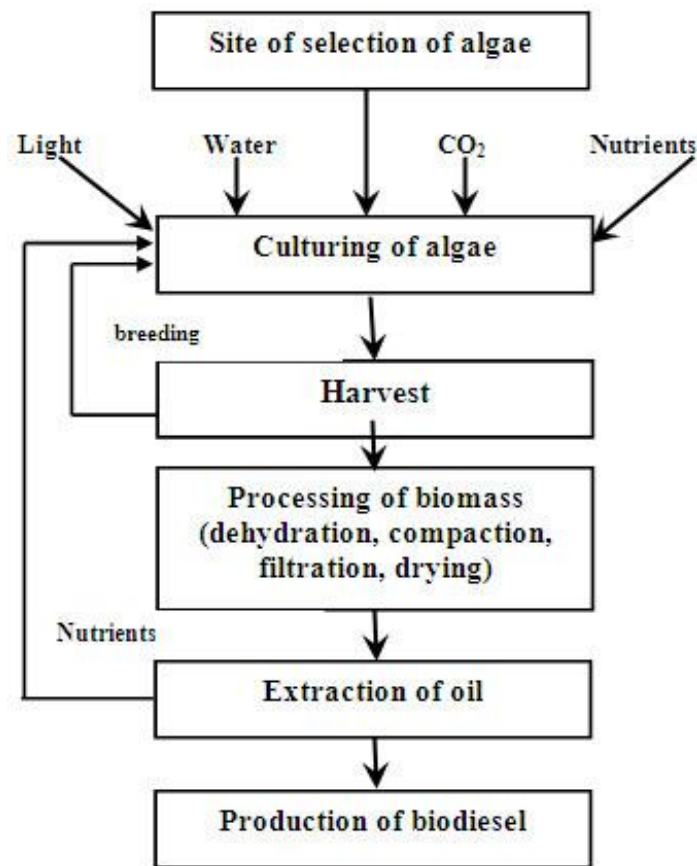 Site of selection of algae
Light
Water
CO₂
Nutrients
Culturing of algae
breeding
Harvest
Processing of biomass
(dehydration, compaction,
filtration, drying)
Nutrients
Extraction of oil
Production of biodiesel